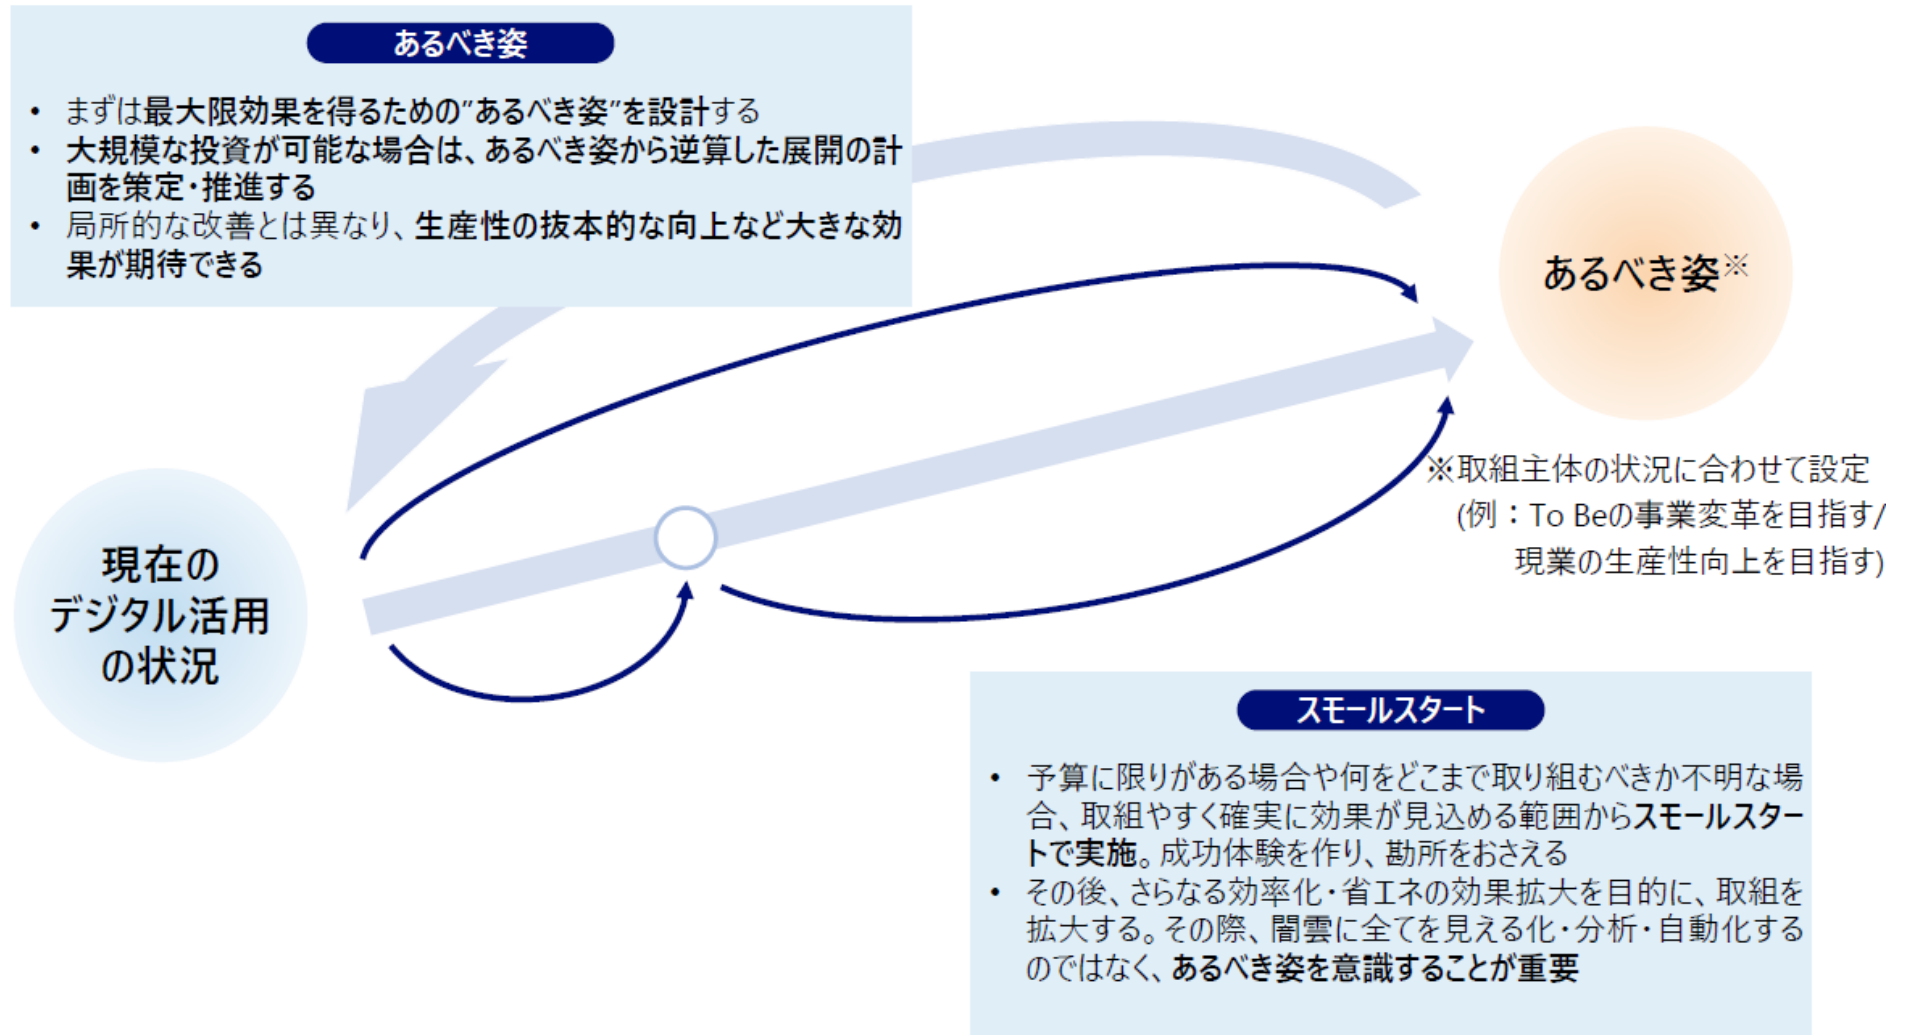 あるべき姿
• まずは最大限効果を得るための"あるべき姿"を設計する
• 大規模な投資が可能な場合は、あるべき姿から逆算した展開の計
画を策定・推進する
• 局所的な改善とは異なり、生産性の抜本的な向上など大きな効
果が期待できる
あるべき姿※
※取組主体の状況に合わせて設定
(例：To Beの事業変革を目指す/
現業の生産性向上を目指す)
現在の
デジタル活用
の状況
スモールスタート
• 予算に限りがある場合や何をどこまで取り組むべきか不明な場
合、取組やすく確実に効果が見込める範囲からスモールスター
トで実施。成功体験を作り、勘所をおさえる
• その後、さらなる効率化・省エネの効果拡大を目的に、取組を
拡大する。その際、闇雲に全てを見える化・分析・自動化する
のではなく、あるべき姿を意識することが重要